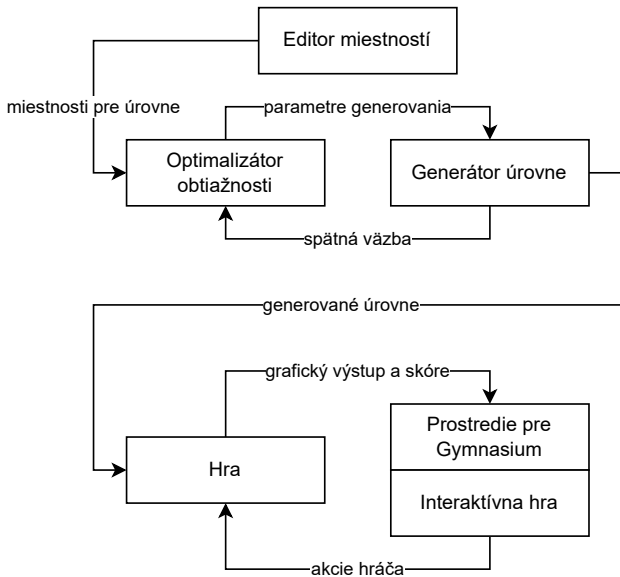 Editor miestností
miestnosti pre úrovne
parametre generovania
Optimalizátor
obtiažnosti
Generátor úrovne
spätná väzba
generované úrovne
grafický výstup a skóre
Prostredie pre
Gymnasium
Hra
Interaktívna hra
akcie hráča